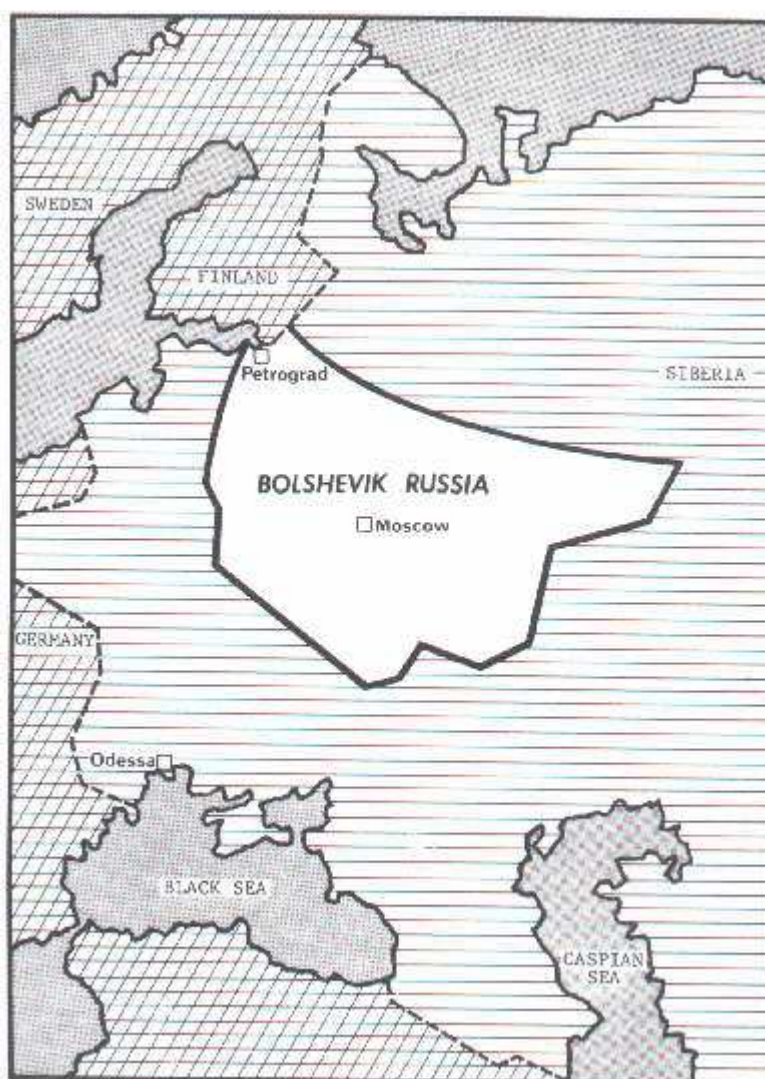 SWEDEN
FINLAND
Petrograd
SIBERIA
BOLSHEVIK RUSSIA
Moscow
GERMANY
Odessa
BLACK SEA
CASPIAN
SEA